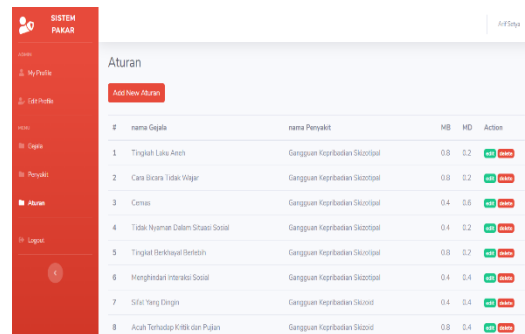 SISTEM
PAKAR
Arif Setya
ADMIN
My Profile
Edit Profile
MENU
Gejala
Penyakit
Aturan
Logout
Aturan
Add New Aturan
# nama Gejala nama Penyakit MB MD Action
1 Tingkah Laku Aneh Gangguan Kepribadian Skizotipal 0.8 0.2 edit delete
2 Cara Bicara Tidak Wajar Gangguan Kepribadian Skizotipal 0.8 0.2 edit delete
3 Cemas Gangguan Kepribadian Skizotipal 0.4 0.6 edit delete
4 Tidak Nyaman Dalam Situasi Sosial Gangguan Kepribadian Skizotipal 0.4 0.2 edit delete
5 Tingkat Berkhayal Berlebih Gangguan Kepribadian Skizotipal 0.8 0.2 edit delete
6 Menghindari Interaksi Sosial Gangguan Kepribadian Skizotipal 0.4 0.4 edit delete
7 Sifat Yang Dingin Gangguan Kepribadian Skizoid 0.4 0.4 edit delete
8 Acuh Terhadap Kritik dan Pujian Gangguan Kepribadian Skizoid 0.8 0.4 edit delete